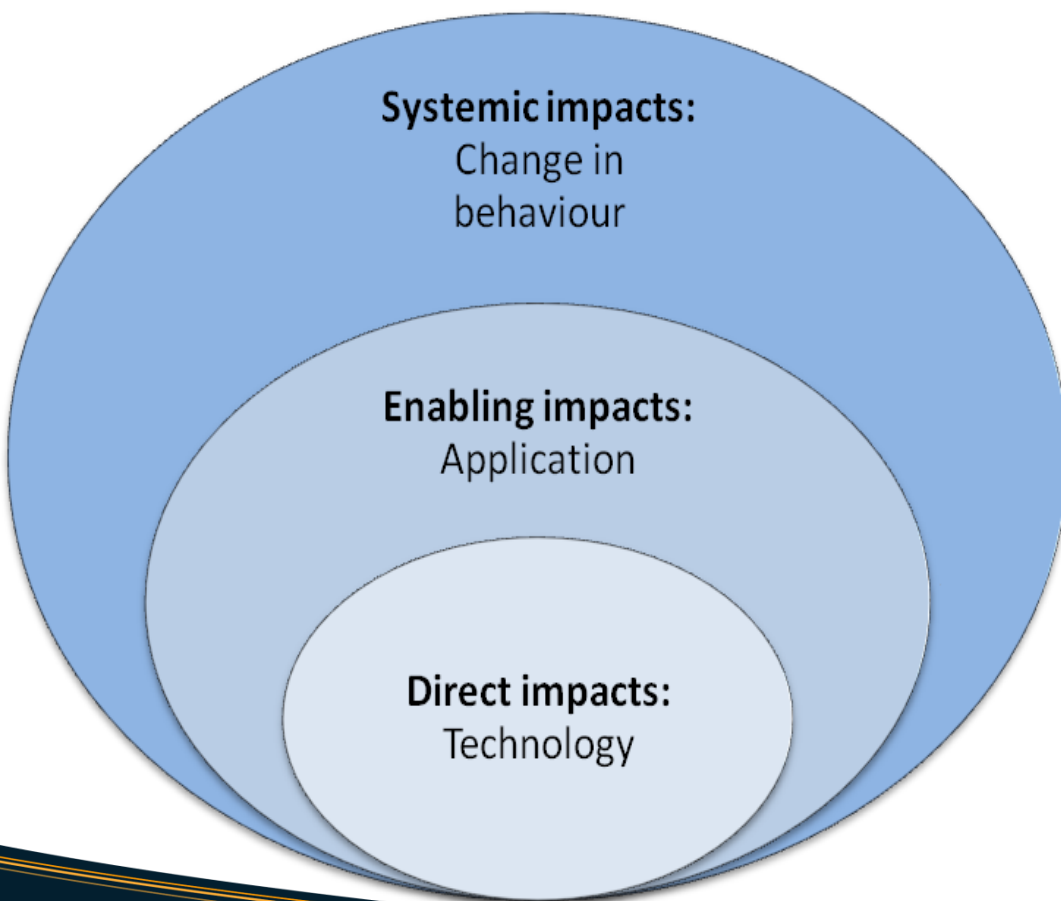 Systemic impacts:
Change in
behaviour
Enabling impacts:
Application
Direct impacts:
Technology